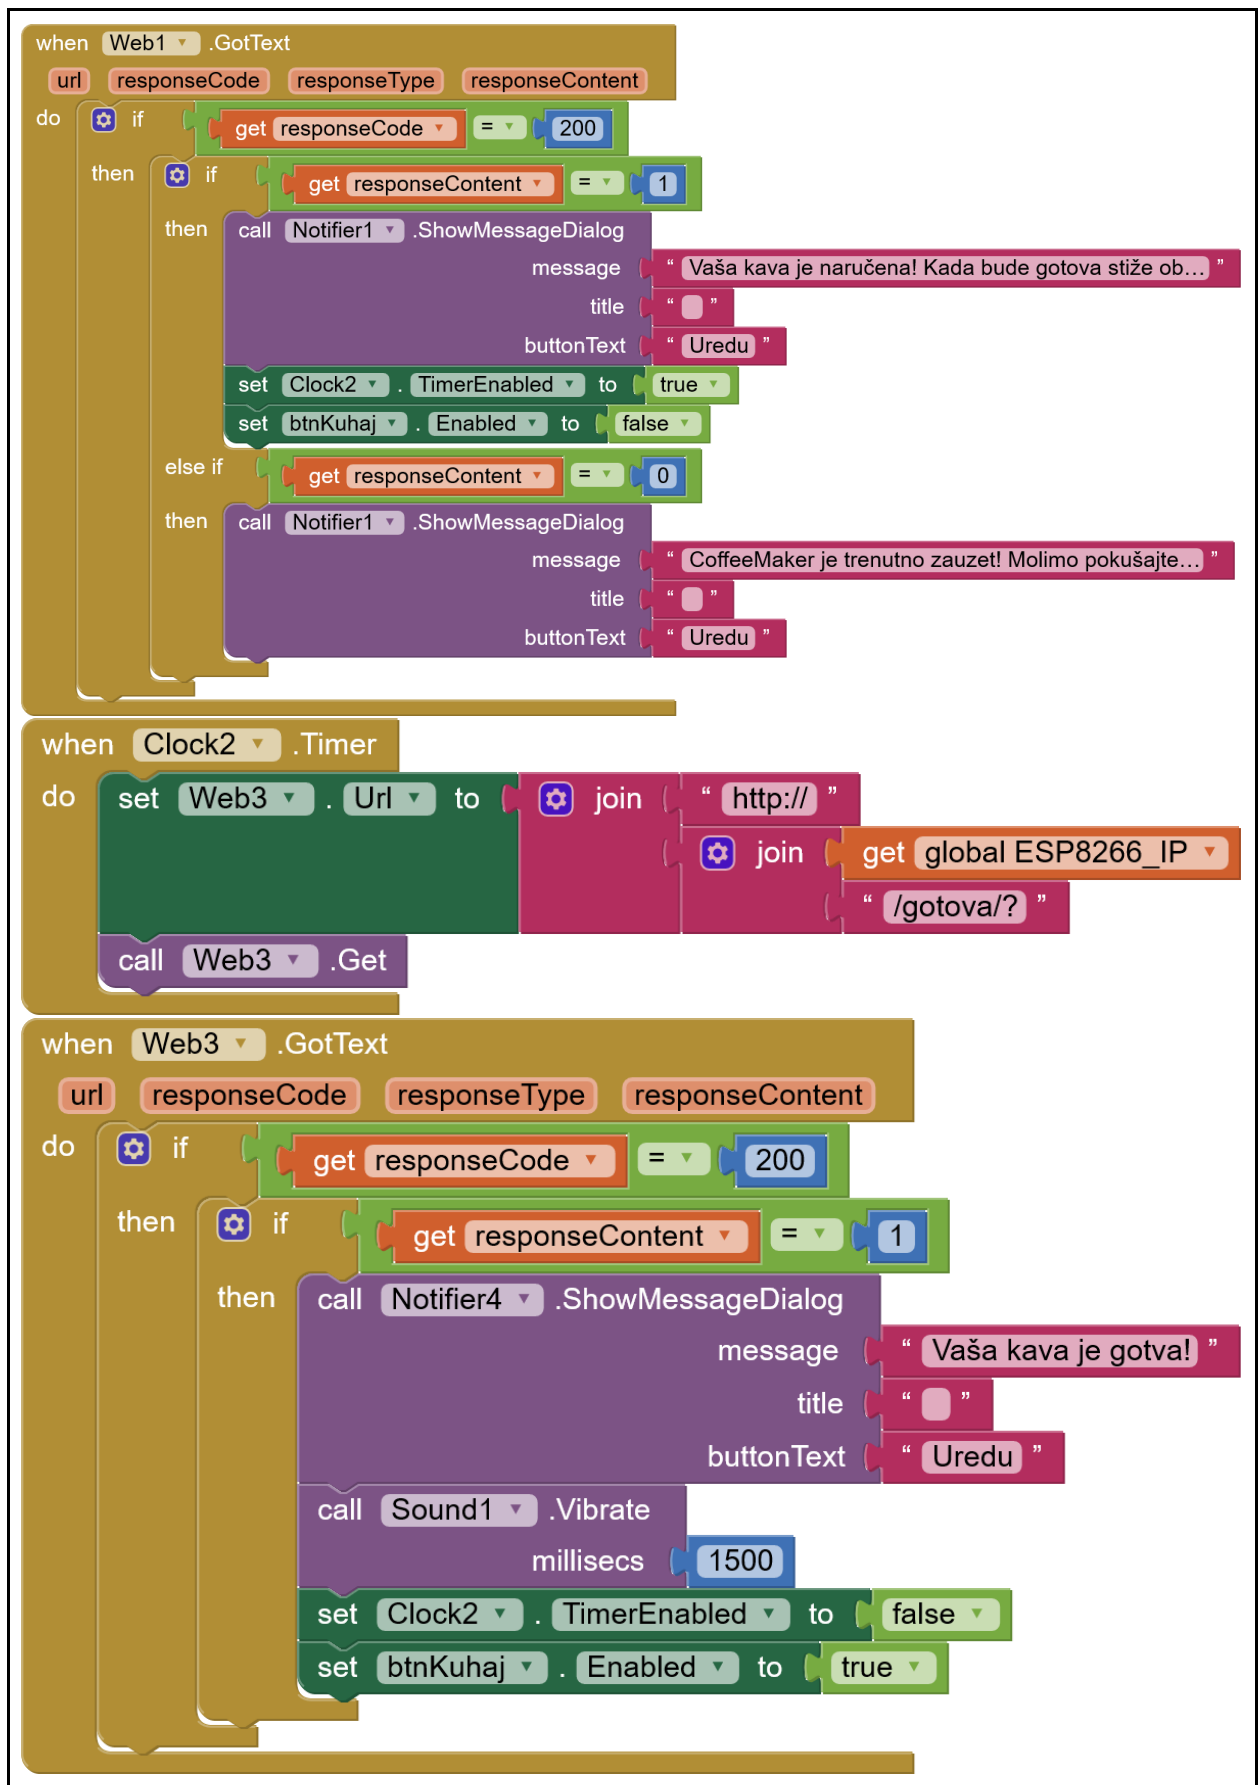 when Web1 .GotText
url responseCode responseType responseContent
do if get responseCode = 200
then if get responseContent = 1
then call Notifier1 .ShowMessageDialog
message “ Vaša kava je naručena! Kada bude gotova stiže ob... ”
title “ ”
buttonText “ Uredu ”
set Clock2 . TimerEnabled to true
set btnKuhaj . Enabled to false
else if get responseContent = 0
then call Notifier1 .ShowMessageDialog
message “ CoffeeMaker je trenutno zauzet! Molimo pokušajte... ”
title “ ”
buttonText “ Uredu ”
when Clock2 .Timer
do set Web3 . Url to join “ http:// ”
join get global ESP8266_IP
“ /gotova/? ”
call Web3 .Get
when Web3 .GotText
url responseCode responseType responseContent
do if get responseCode = 200
then if get responseContent = 1
then call Notifier4 .ShowMessageDialog
message “ Vaša kava je gotva! ”
title “ ”
buttonText “ Uredu ”
call Sound1 .Vibrate
millisecs 1500
set Clock2 . TimerEnabled to false
set btnKuhaj . Enabled to true